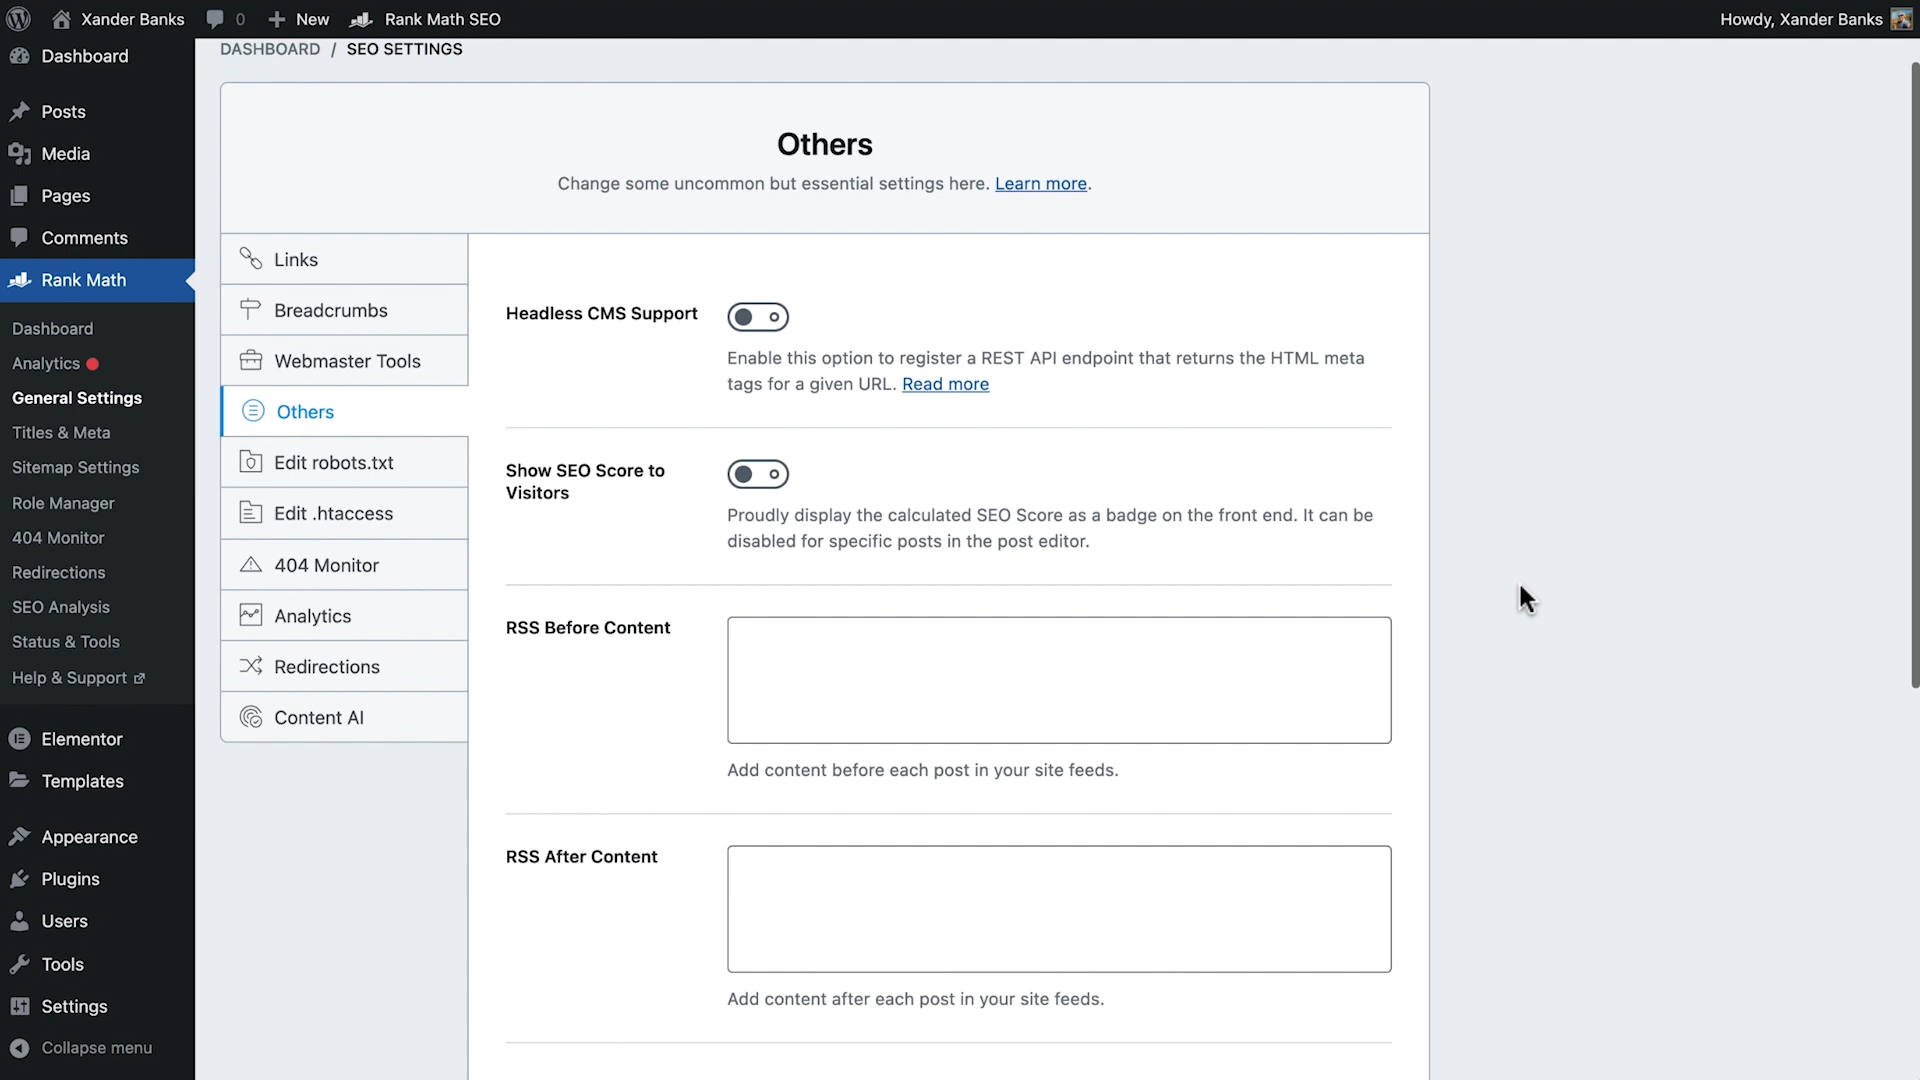 Xander Banks
0
New
Rank Math SEO
Howdy, Xander Banks
Dashboard
Posts
Media
Pages
Comments
Rank Math
Dashboard
Analytics
General Settings
Titles & Meta
Sitemap Settings
Role Manager
404 Monitor
Redirections
SEO Analysis
Status & Tools
Help & Support
Elementor
Templates
Appearance
Plugins
Users
Tools
Settings
Collapse menu
DASHBOARD / SEO SETTINGS
Others
Change some uncommon but essential settings here. Learn more.
Links
Breadcrumbs
Webmaster Tools
Others
Edit robots.txt
Edit .htaccess
404 Monitor
Analytics
Redirections
Content AI
Headless CMS Support
Enable this option to register a REST API endpoint that returns the HTML meta
tags for a given URL. Read more
Show SEO Score to
Visitors
Proudly display the calculated SEO Score as a badge on the front end. It can be
disabled for specific posts in the post editor.
RSS Before Content
Add content before each post in your site feeds.
RSS After Content
Add content after each post in your site feeds.